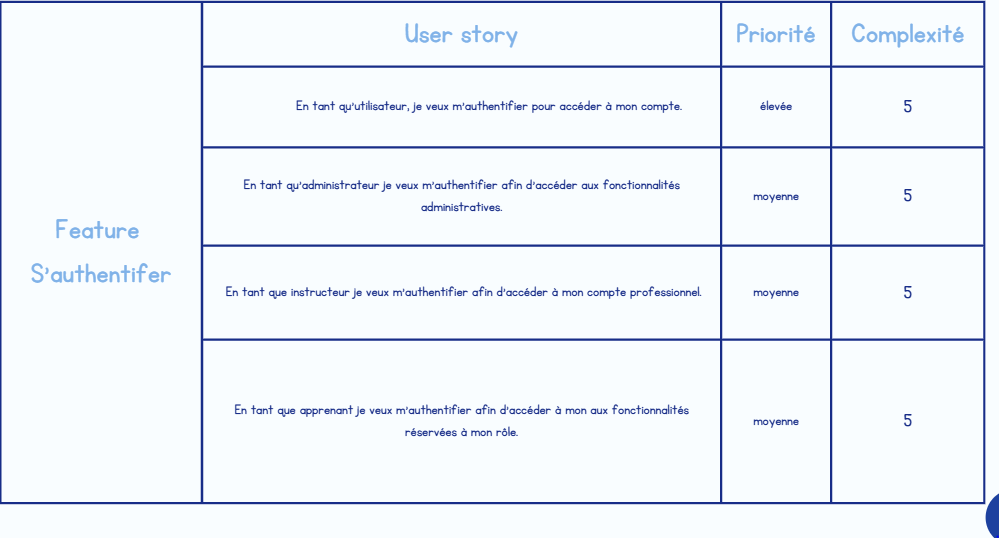 User story
Priorité
Complexité
En tant qu'utilisateur, je veux m'authentifier pour accéder à mon compte.
élevée
5
En tant qu'administrateur je veux m'authentifier afin d'accéder aux fonctionnalités
administratives.
moyenne
5
Feature
S'authentifer
En tant que instructeur je veux m'authentifier afin d'accéder à mon compte professionnel.
moyenne
5
En tant que apprenant je veux m'authentifier afin d'accéder à mon aux fonctionnalités
réservées à mon rôle.
moyenne
5